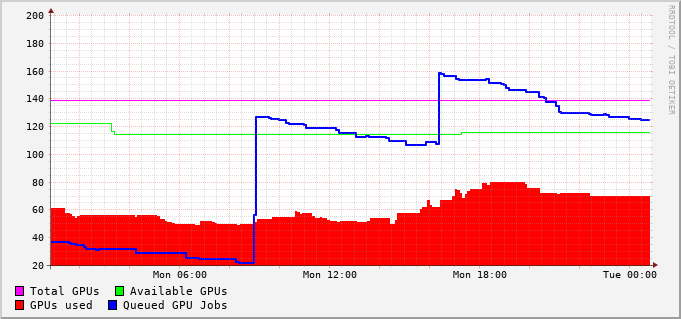 200
180
160
140
120
100
80
60
40
20
Mon 06:00 Mon 12:00 Mon 18:00 Tue 00:00
Total GPUs Available GPUs
GPUs used Queued GPU Jobs
RRDTOOL / TOBI OETIKER